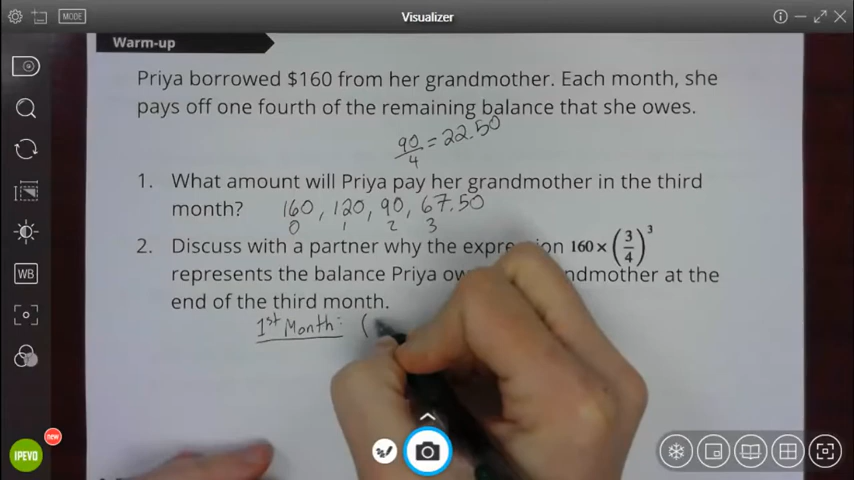 Visualizer
MODE
Warm-up
Priya borrowed $160 from her grandmother. Each month, she
pays off one fourth of the remaining balance that she owes.
90/4 = 22.50
1. What amount will Priya pay her grandmother in the third
month? 160, 120, 90, 67.50
0 1 2 3
2. Discuss with a partner why the expression 160 × (3/4)³
represents the balance Priya ow grandmother at the
end of the third month.
1st Month: (
WB
IPEVO
new